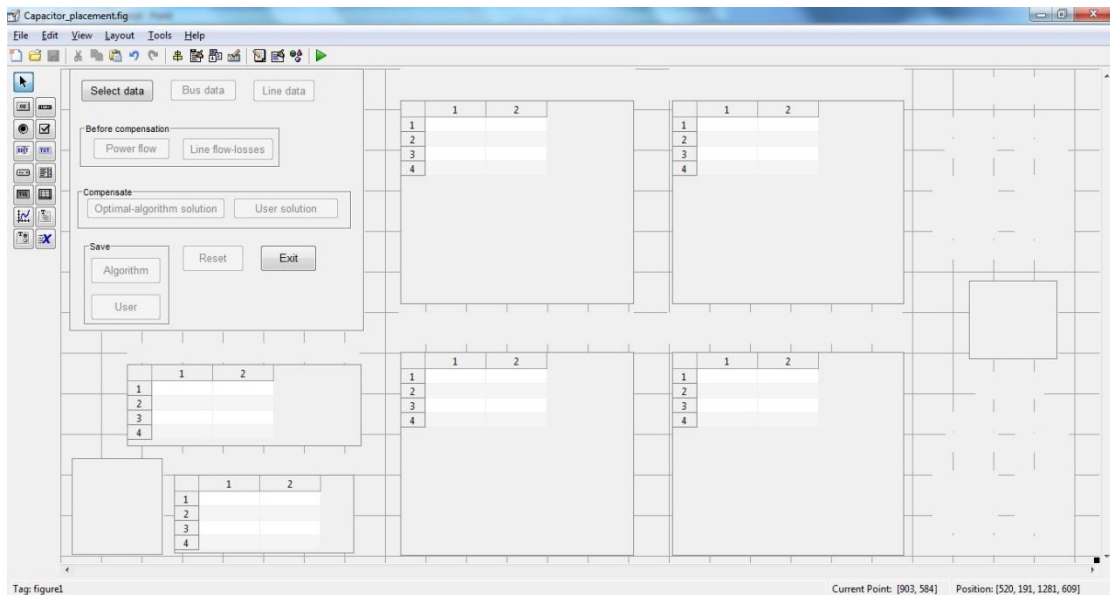 Capacitor_placement.fig
File Edit View Layout Tools Help
Select data Bus data Line data
Before compensation
Power flow Line flow-losses
Compensate
Optimal-algorithm solution User solution
Save
Algorithm
Reset Exit
User
1 2
1
2
3
4
1 2
1
2
3
4
1 2
1
2
3
4
1 2
1
2
3
4
1 2
1
2
3
4
1 2
1
2
3
4
Tag: figure1 Current Point: [903, 584] Position: [520, 191, 1281, 609]